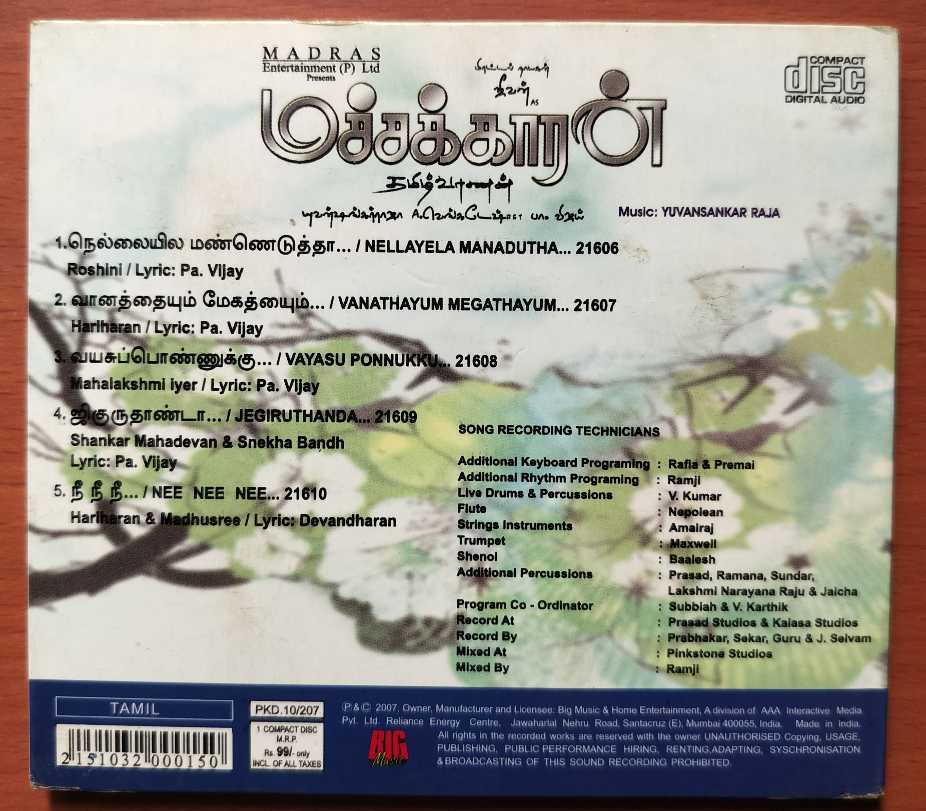 MADRAS
Entertainment (P) Ltd
Presents
ஜீவன்
AS
மச்சக்காரன்
தமிழ்வாணன்
யுவன்ஷங்கர்ராஜா A.வெங்கடேஷ் பா. விஜய்
COMPACT
disc
DIGITAL AUDIO
Music: YUVANSANKAR RAJA
1.நெல்லையில மண்ணெடுத்தா... / NELLAYELA MANADUTHA... 21606
Roshini / Lyric: Pa. Vijay
2. வானத்தையும் மேகத்யைும்... / VANATHAYUM MEGATHAYUM... 21607
Hariharan / Lyric: Pa. Vijay
3. வயசுப்பொண்ணுக்கு... / VAYASU PONNUKKU... 21608
Mahalakshmi iyer / Lyric: Pa. Vijay
4. ஜிகுருதாண்டா... / JEGIRUTHANDA... 21609
Shankar Mahadevan & Snekha Bandh
Lyric: Pa. Vijay
5. நீ நீ நீ... / NEE NEE NEE... 21610
Hariharan & Madhusree / Lyric: Devandharan
SONG RECORDING TECHNICIANS
Additional Keyboard Programing : Rafia & Premai
Additional Rhythm Programing : Ramji
Live Drums & Percussions : V. Kumar
Flute : Nepolean
Strings Instruments : Amalraj
Trumpet : Maxwell
Shenoi : Baalesh
Additional Percussions : Prasad, Ramana, Sundar,
Lakshmi Narayana Raju & Jaicha
Program Co - Ordinator : Subbiah & V. Karthik
Record At : Prasad Studios & Kalasa Studios
Record By : Prabhakar, Sekar, Guru & J. Selvam
Mixed At : Pinkstone Studios
Mixed By : Ramji
TAMIL
2151032000150
PKD.10/207
1 COMPACT DISC
M.R.P.
Rs. 99/- only
INCL. OF ALL TAXES
BIG
Music
℗&© 2007, Owner, Manufacturer and Licensee: Big Music & Home Entertainment, A division of AAA Interactive Media
Pvt. Ltd. Reliance Energy Centre, Jawaharlal Nehru Road, Santacruz (E), Mumbai 400055, India. Made in India.
All rights in the recorded works are reserved with the owner UNAUTHORISED Copying, USAGE,
PUBLISHING, PUBLIC PERFORMANCE HIRING, RENTING,ADAPTING, SYSCHRONISATION
& BROADCASTING OF THIS SOUND RECORDING PROHIBITED.